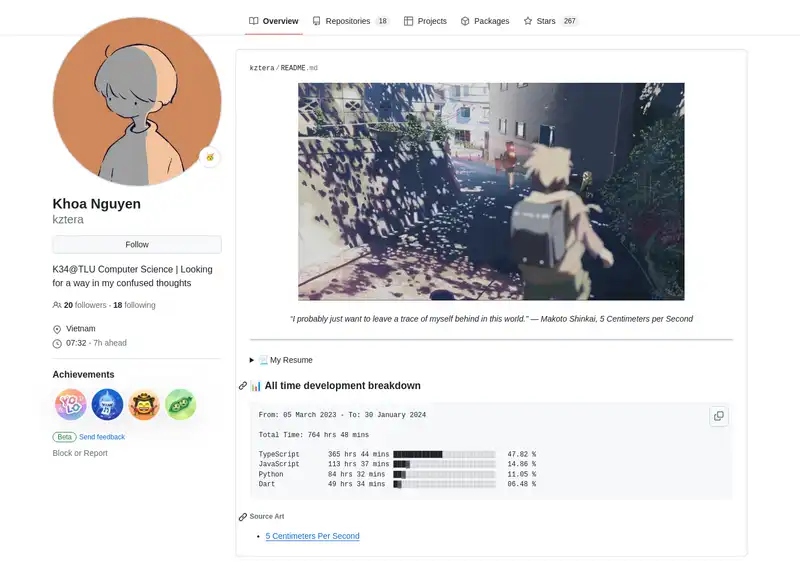 Overview
Repositories 18
Projects
Packages
Stars 267
Khoa Nguyen
kztera
Follow
K34@TLU Computer Science | Looking
for a way in my confused thoughts
20 followers · 18 following
Vietnam
07:32 - 7h ahead
Achievements
YOLO
Beta Send feedback
Block or Report
kztera/README.md
"I probably just want to leave a trace of myself behind in this world." — Makoto Shinkai, 5 Centimeters per Second
My Resume
All time development breakdown
From: 05 March 2023 - To: 30 January 2024
Total Time: 764 hrs 48 mins
TypeScript 365 hrs 44 mins 47.82 %
JavaScript 113 hrs 37 mins 14.86 %
Python 84 hrs 32 mins 11.05 %
Dart 49 hrs 34 mins 06.48 %
Source Art
5 Centimeters Per Second